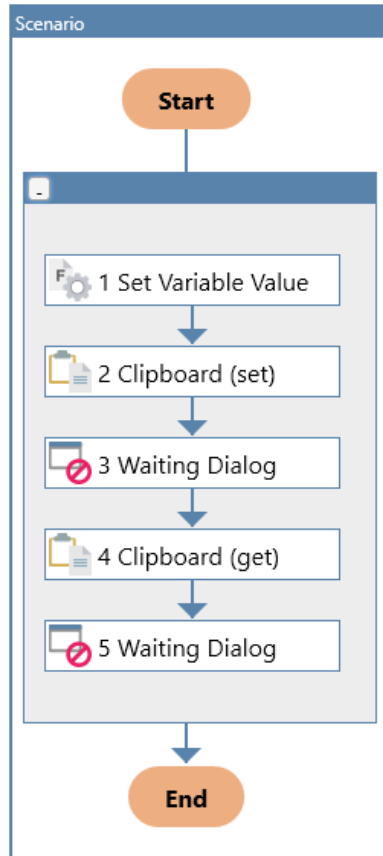 Scenario
Start
-
1 Set Variable Value
2 Clipboard (set)
3 Waiting Dialog
4 Clipboard (get)
5 Waiting Dialog
End